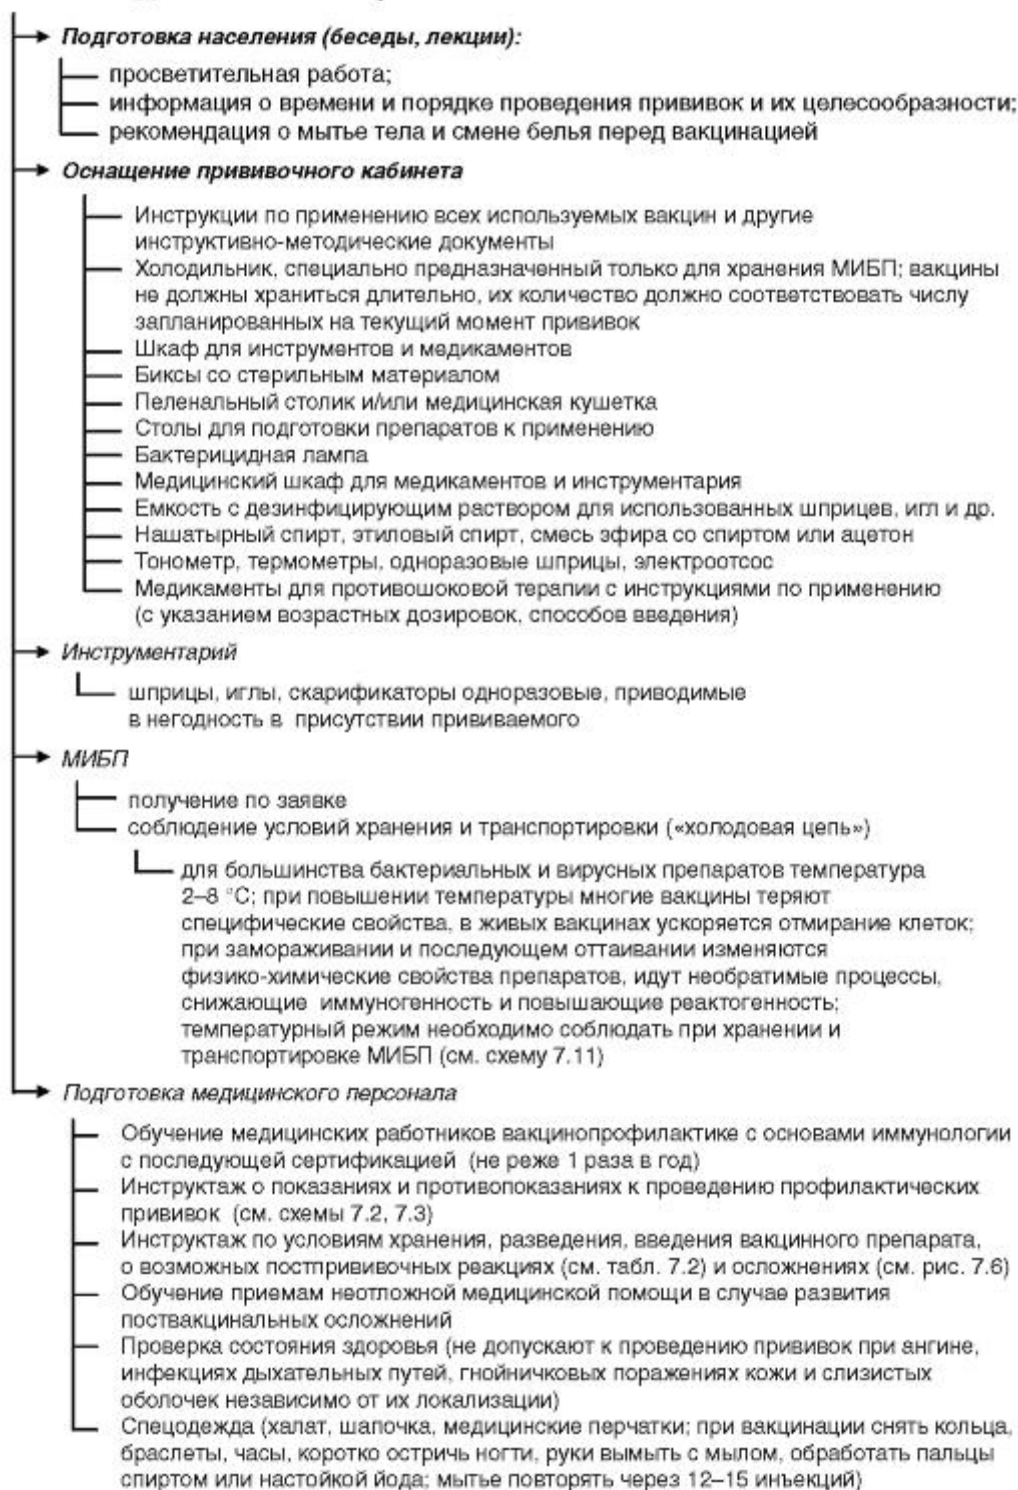 Подготовка населения (беседы, лекции):
просветительная работа;
информация о времени и порядке проведения прививок и их целесообразности;
рекомендация о мытье тела и смене белья перед вакцинацией
Оснащение прививочного кабинета
Инструкции по применению всех используемых вакцин и другие
инструктивно-методические документы
Холодильник, специально предназначенный только для хранения МИБП; вакцины
не должны храниться длительно, их количество должно соответствовать числу
запланированных на текущий момент прививок
Шкаф для инструментов и медикаментов
Биксы со стерильным материалом
Пеленальный столик и/или медицинская кушетка
Столы для подготовки препаратов к применению
Бактерицидная лампа
Медицинский шкаф для медикаментов и инструментария
Емкость с дезинфицирующим раствором для использованных шприцев, игл и др.
Нашатырный спирт, этиловый спирт, смесь эфира со спиртом или ацетон
Тонометр, термометры, одноразовые шприцы, электроотсос
Медикаменты для противошоковой терапии с инструкциями по применению
(с указанием возрастных дозировок, способов введения)
Инструментарий
шприцы, иглы, скарификаторы одноразовые, приводимые
в негодность в присутствии прививаемого
МИБП
получение по заявке
соблюдение условий хранения и транспортировки («холодовая цепь»)
для большинства бактериальных и вирусных препаратов температура
2–8 °С; при повышении температуры многие вакцины теряют
специфические свойства, в живых вакцинах ускоряется отмирание клеток;
при замораживании и последующем оттаивании изменяются
физико-химические свойства препаратов, идут необратимые процессы,
снижающие иммуногенность и повышающие реактогенность;
температурный режим необходимо соблюдать при хранении и
транспортировке МИБП (см. схему 7.11)
Подготовка медицинского персонала
Обучение медицинских работников вакцинопрофилактике с основами иммунологии
с последующей сертификацией (не реже 1 раза в год)
Инструктаж о показаниях и противопоказаниях к проведению профилактических
прививок (см. схемы 7.2, 7.3)
Инструктаж по условиям хранения, разведения, введения вакцинного препарата,
о возможных постпрививочных реакциях (см. табл. 7.2) и осложнениях (см. рис. 7.6)
Обучение приемам неотложной медицинской помощи в случае развития
поствакцинальных осложнений
Проверка состояния здоровья (не допускают к проведению прививок при ангине,
инфекциях дыхательных путей, гнойничковых поражениях кожи и слизистых
оболочек независимо от их локализации)
Спецодежда (халат, шапочка, медицинские перчатки; при вакцинации снять кольца,
браслеты, часы, коротко остричь ногти, руки вымыть с мылом, обработать пальцы
спиртом или настойкой йода; мытье повторять через 12–15 инъекций)